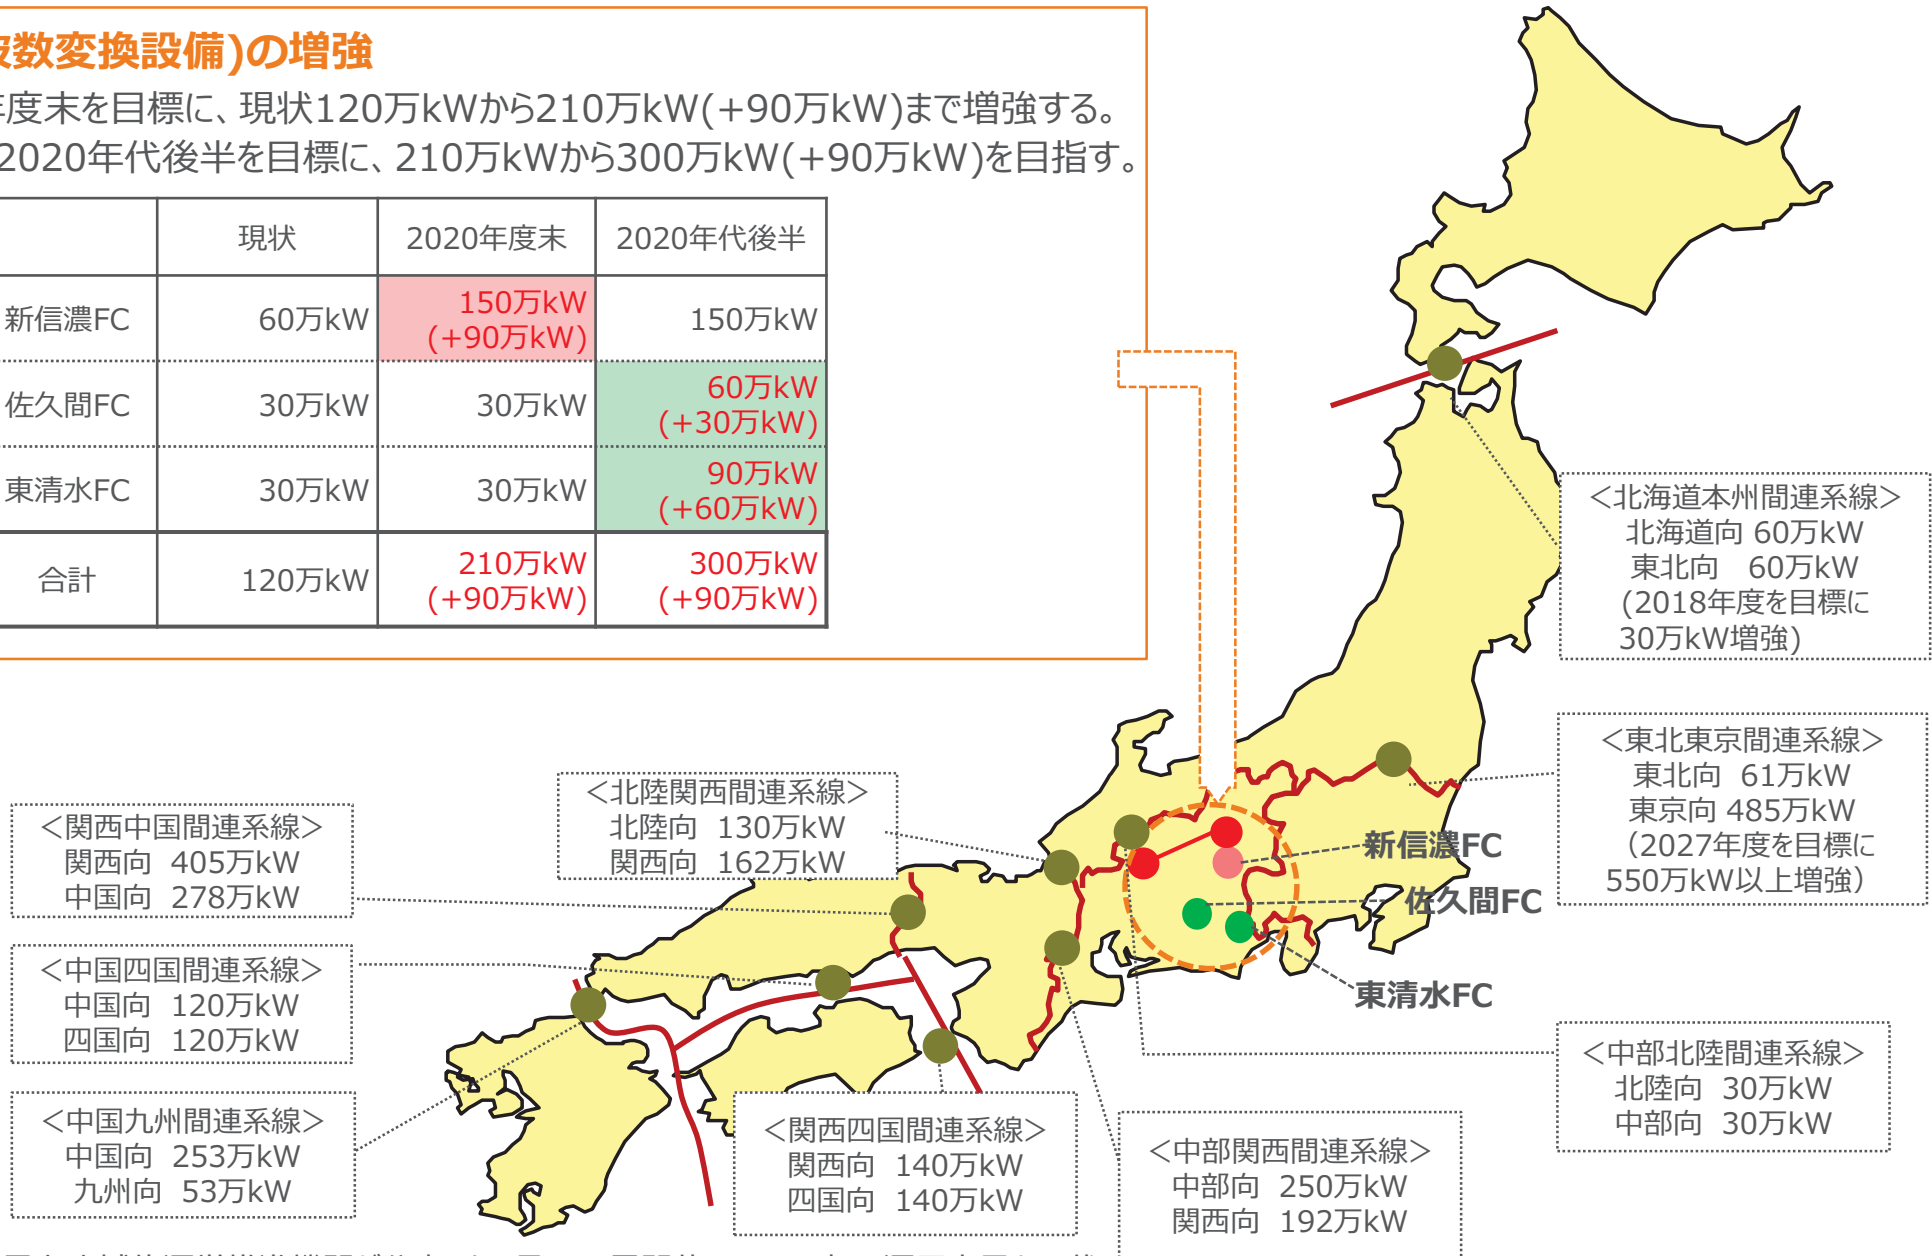 数変換設備)の増強
年度末を目標に、現状120万kWから210万kW(+90万kW)まで増強する。
2020年代後半を目標に、210万kWから300万kW(+90万kW)を目指す。
現状 2020年度末 2020年代後半
新信濃FC 60万kW 150万kW (+90万kW) 150万kW
佐久間FC 30万kW 30万kW 60万kW (+30万kW)
東清水FC 30万kW 30万kW 90万kW (+60万kW)
合計 120万kW 210万kW (+90万kW) 300万kW (+90万kW)
<北海道本州間連系線>
北海道向 60万kW
東北向 60万kW
(2018年度を目標に
30万kW増強)
<東北東京間連系線>
東北向 61万kW
東京向 485万kW
(2027年度を目標に
550万kW以上増強)
<北陸関西間連系線>
北陸向 130万kW
関西向 162万kW
<関西中国間連系線>
関西向 405万kW
中国向 278万kW
新信濃FC
佐久間FC
東清水FC
<中国四国間連系線>
中国向 120万kW
四国向 120万kW
<中国九州間連系線>
中国向 253万kW
九州向 53万kW
<関西四国間連系線>
関西向 140万kW
四国向 140万kW
<中部関西間連系線>
中部向 250万kW
関西向 192万kW
<中部北陸間連系線>
北陸向 30万kW
中部向 30万kW